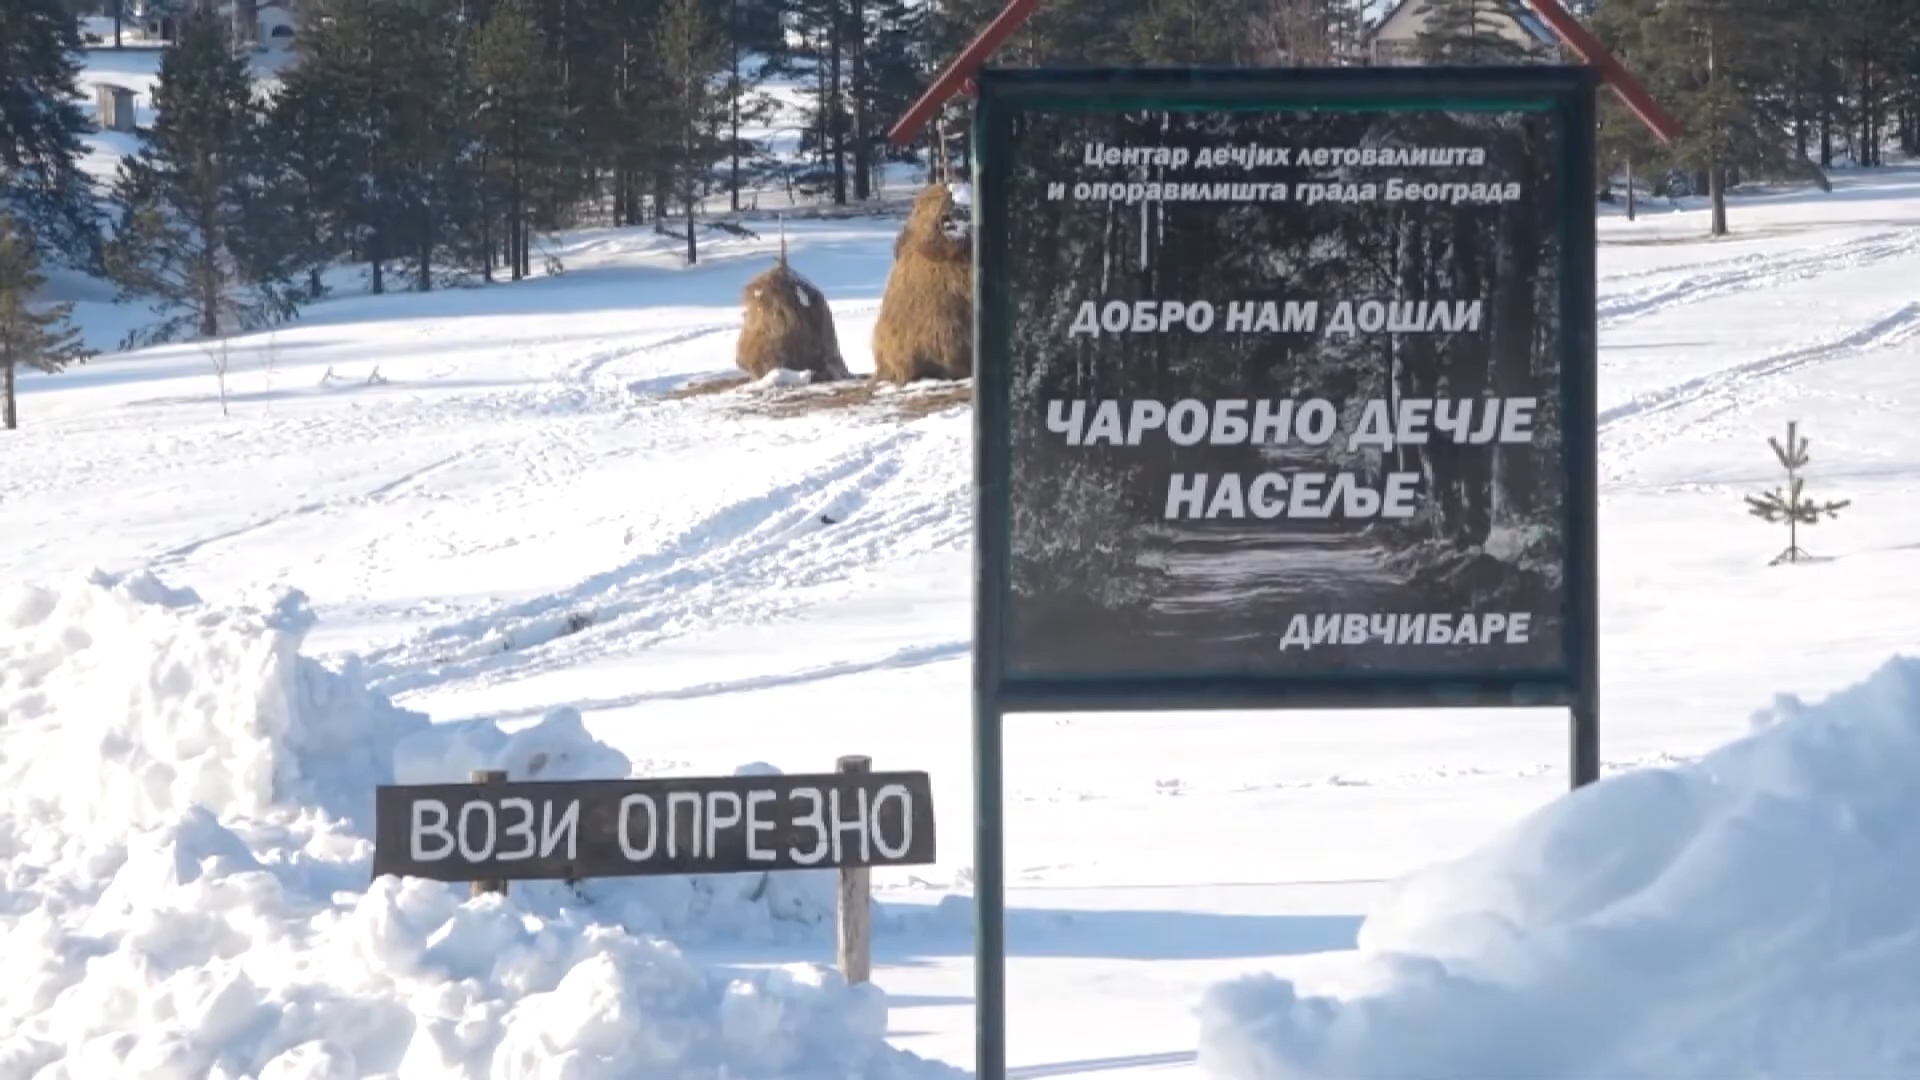 Центар дечјих летовалишта
и опоравилишта града Београда
ДОБРО НАМ ДОШЛИ
ЧАРОБНО ДЕЧЈЕ
НАСЕЉЕ
ДИВЧИБАРЕ
ВОЗИ ОПРЕЗНО